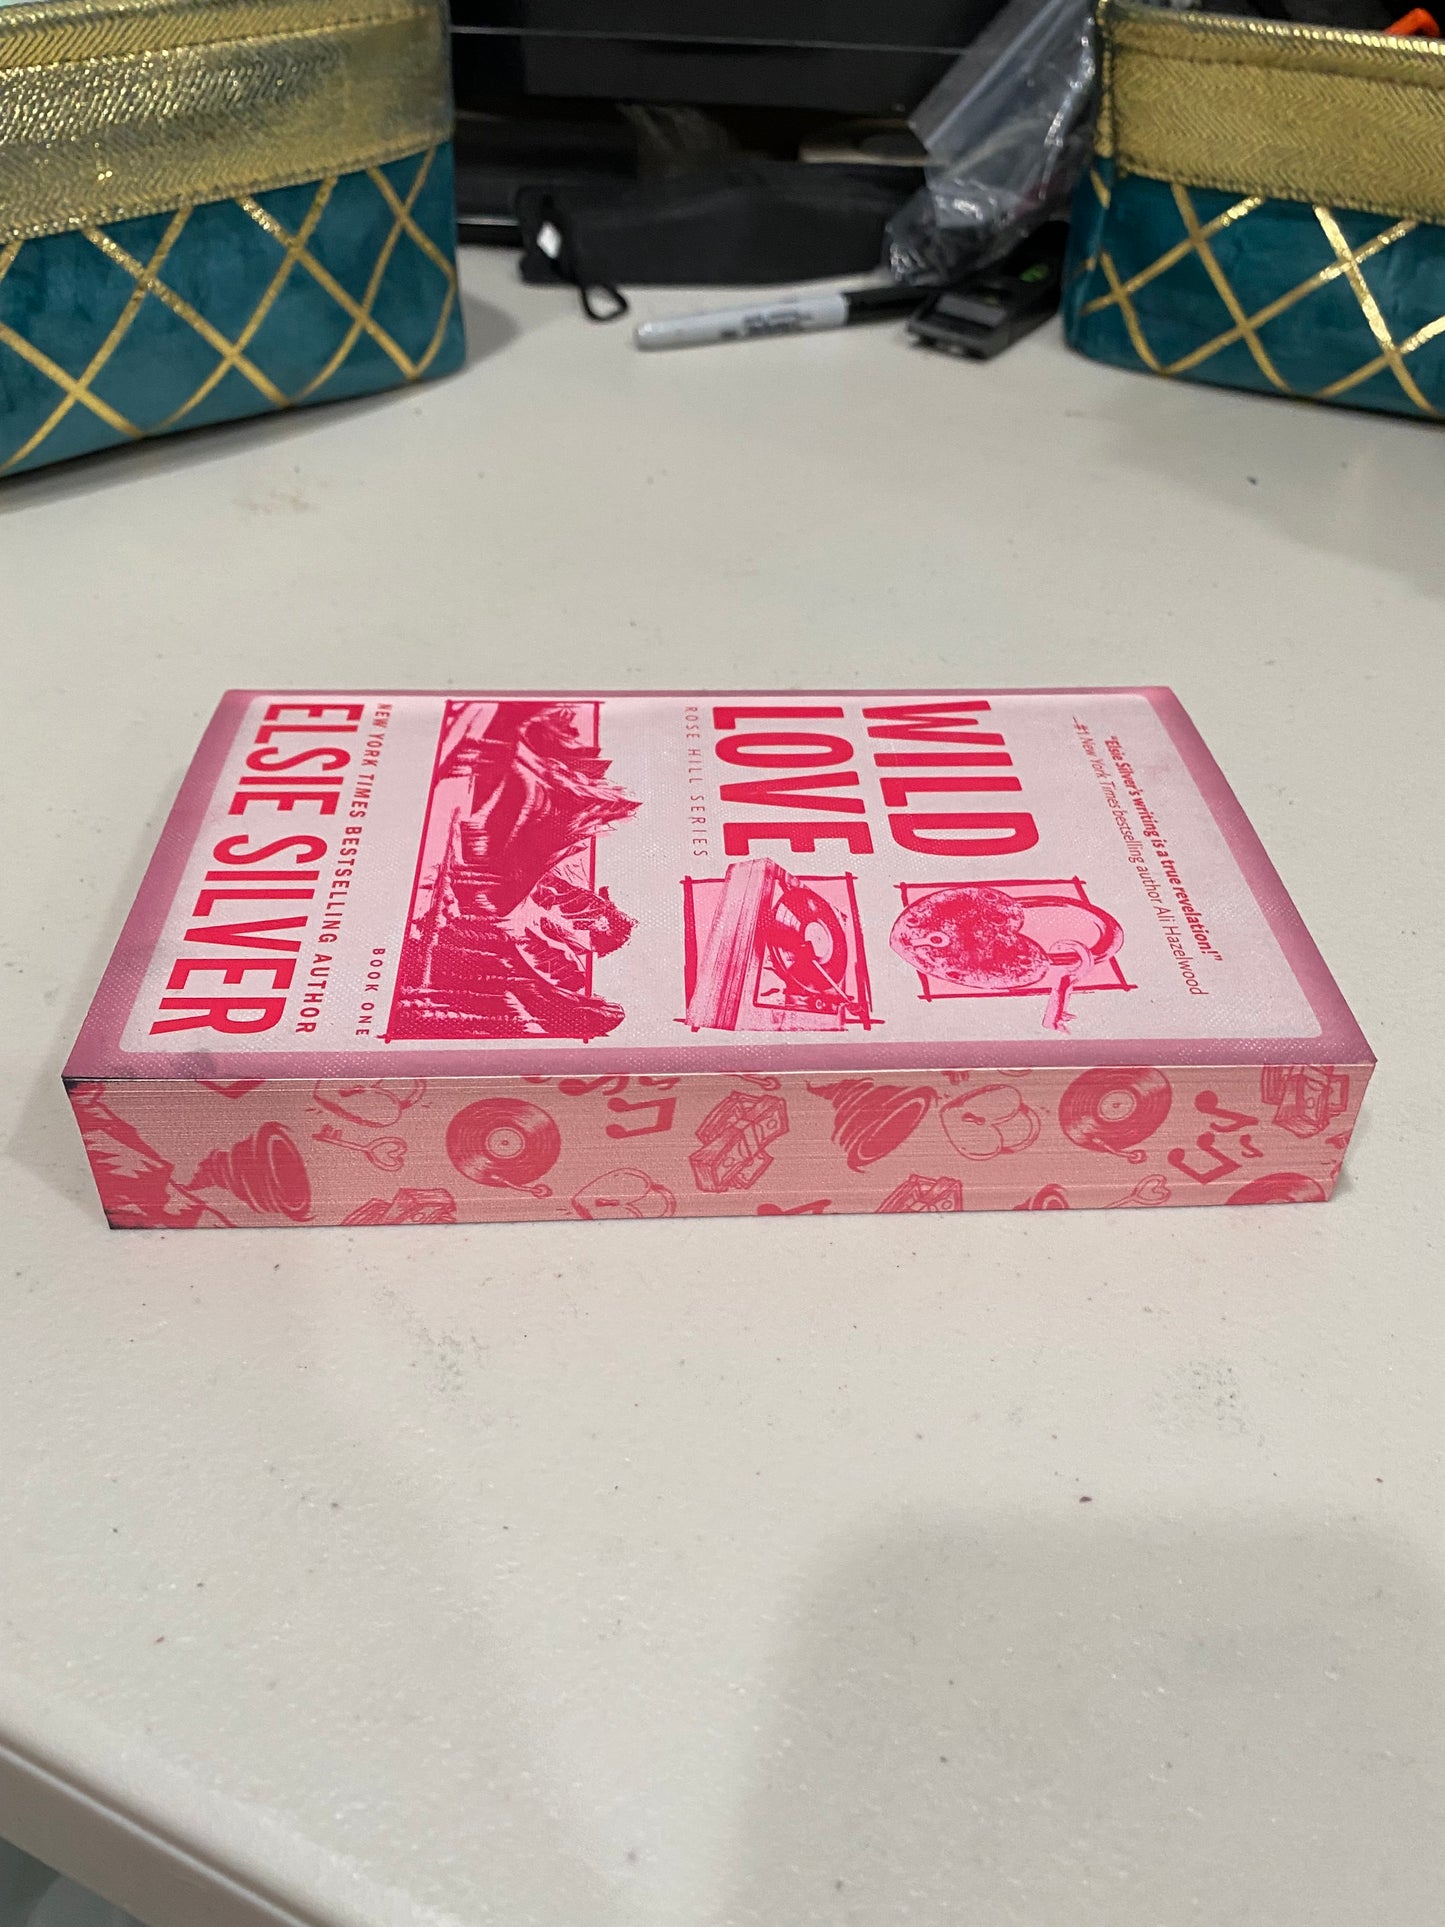 "Elsie Silver's writing is a true revelation!"
—#1 New York Times bestselling author Ali Hazelwood
WILD
LOVE
ROSE HILL SERIES
BOOK ONE
NEW YORK TIMES BESTSELLING AUTHOR
ELSIE SILVER